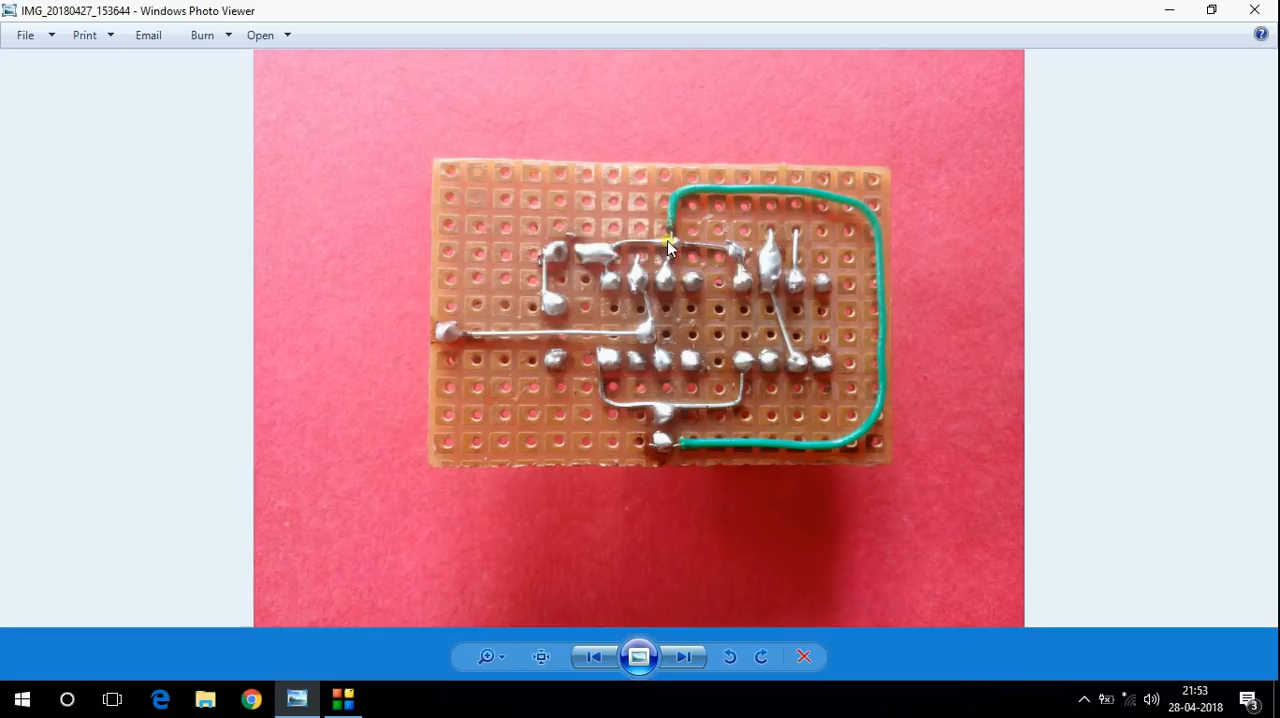 IMG_20180427_153644 - Windows Photo Viewer
File Print Email Burn Open
21:53
28-04-2018
3